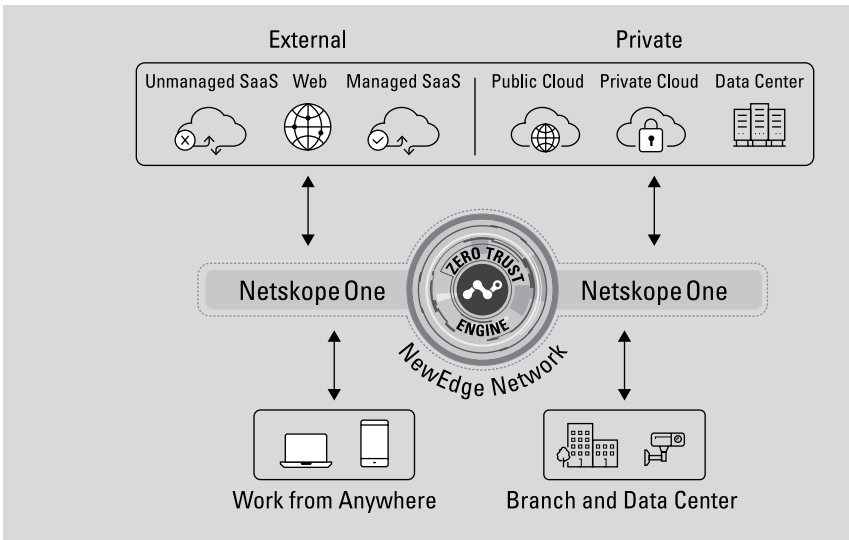 External Private
Unmanaged SaaS Web Managed SaaS Public Cloud Private Cloud Data Center
Netskope One ZERO TRUST ENGINE Netskope One
NewEdge Network
Work from Anywhere Branch and Data Center